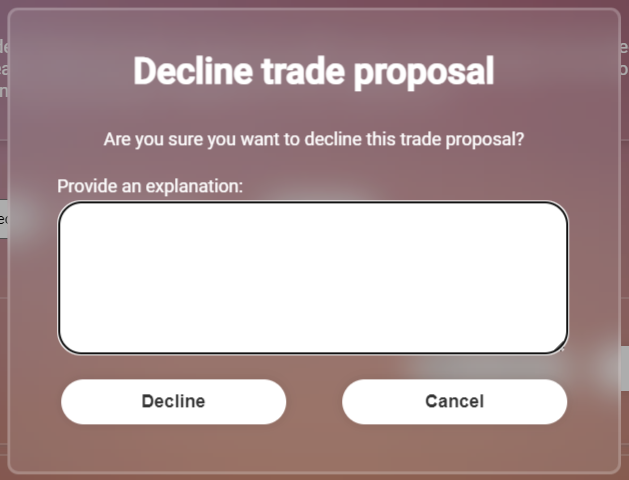 Decline trade proposal
Are you sure you want to decline this trade proposal?
Provide an explanation:
Decline
Cancel